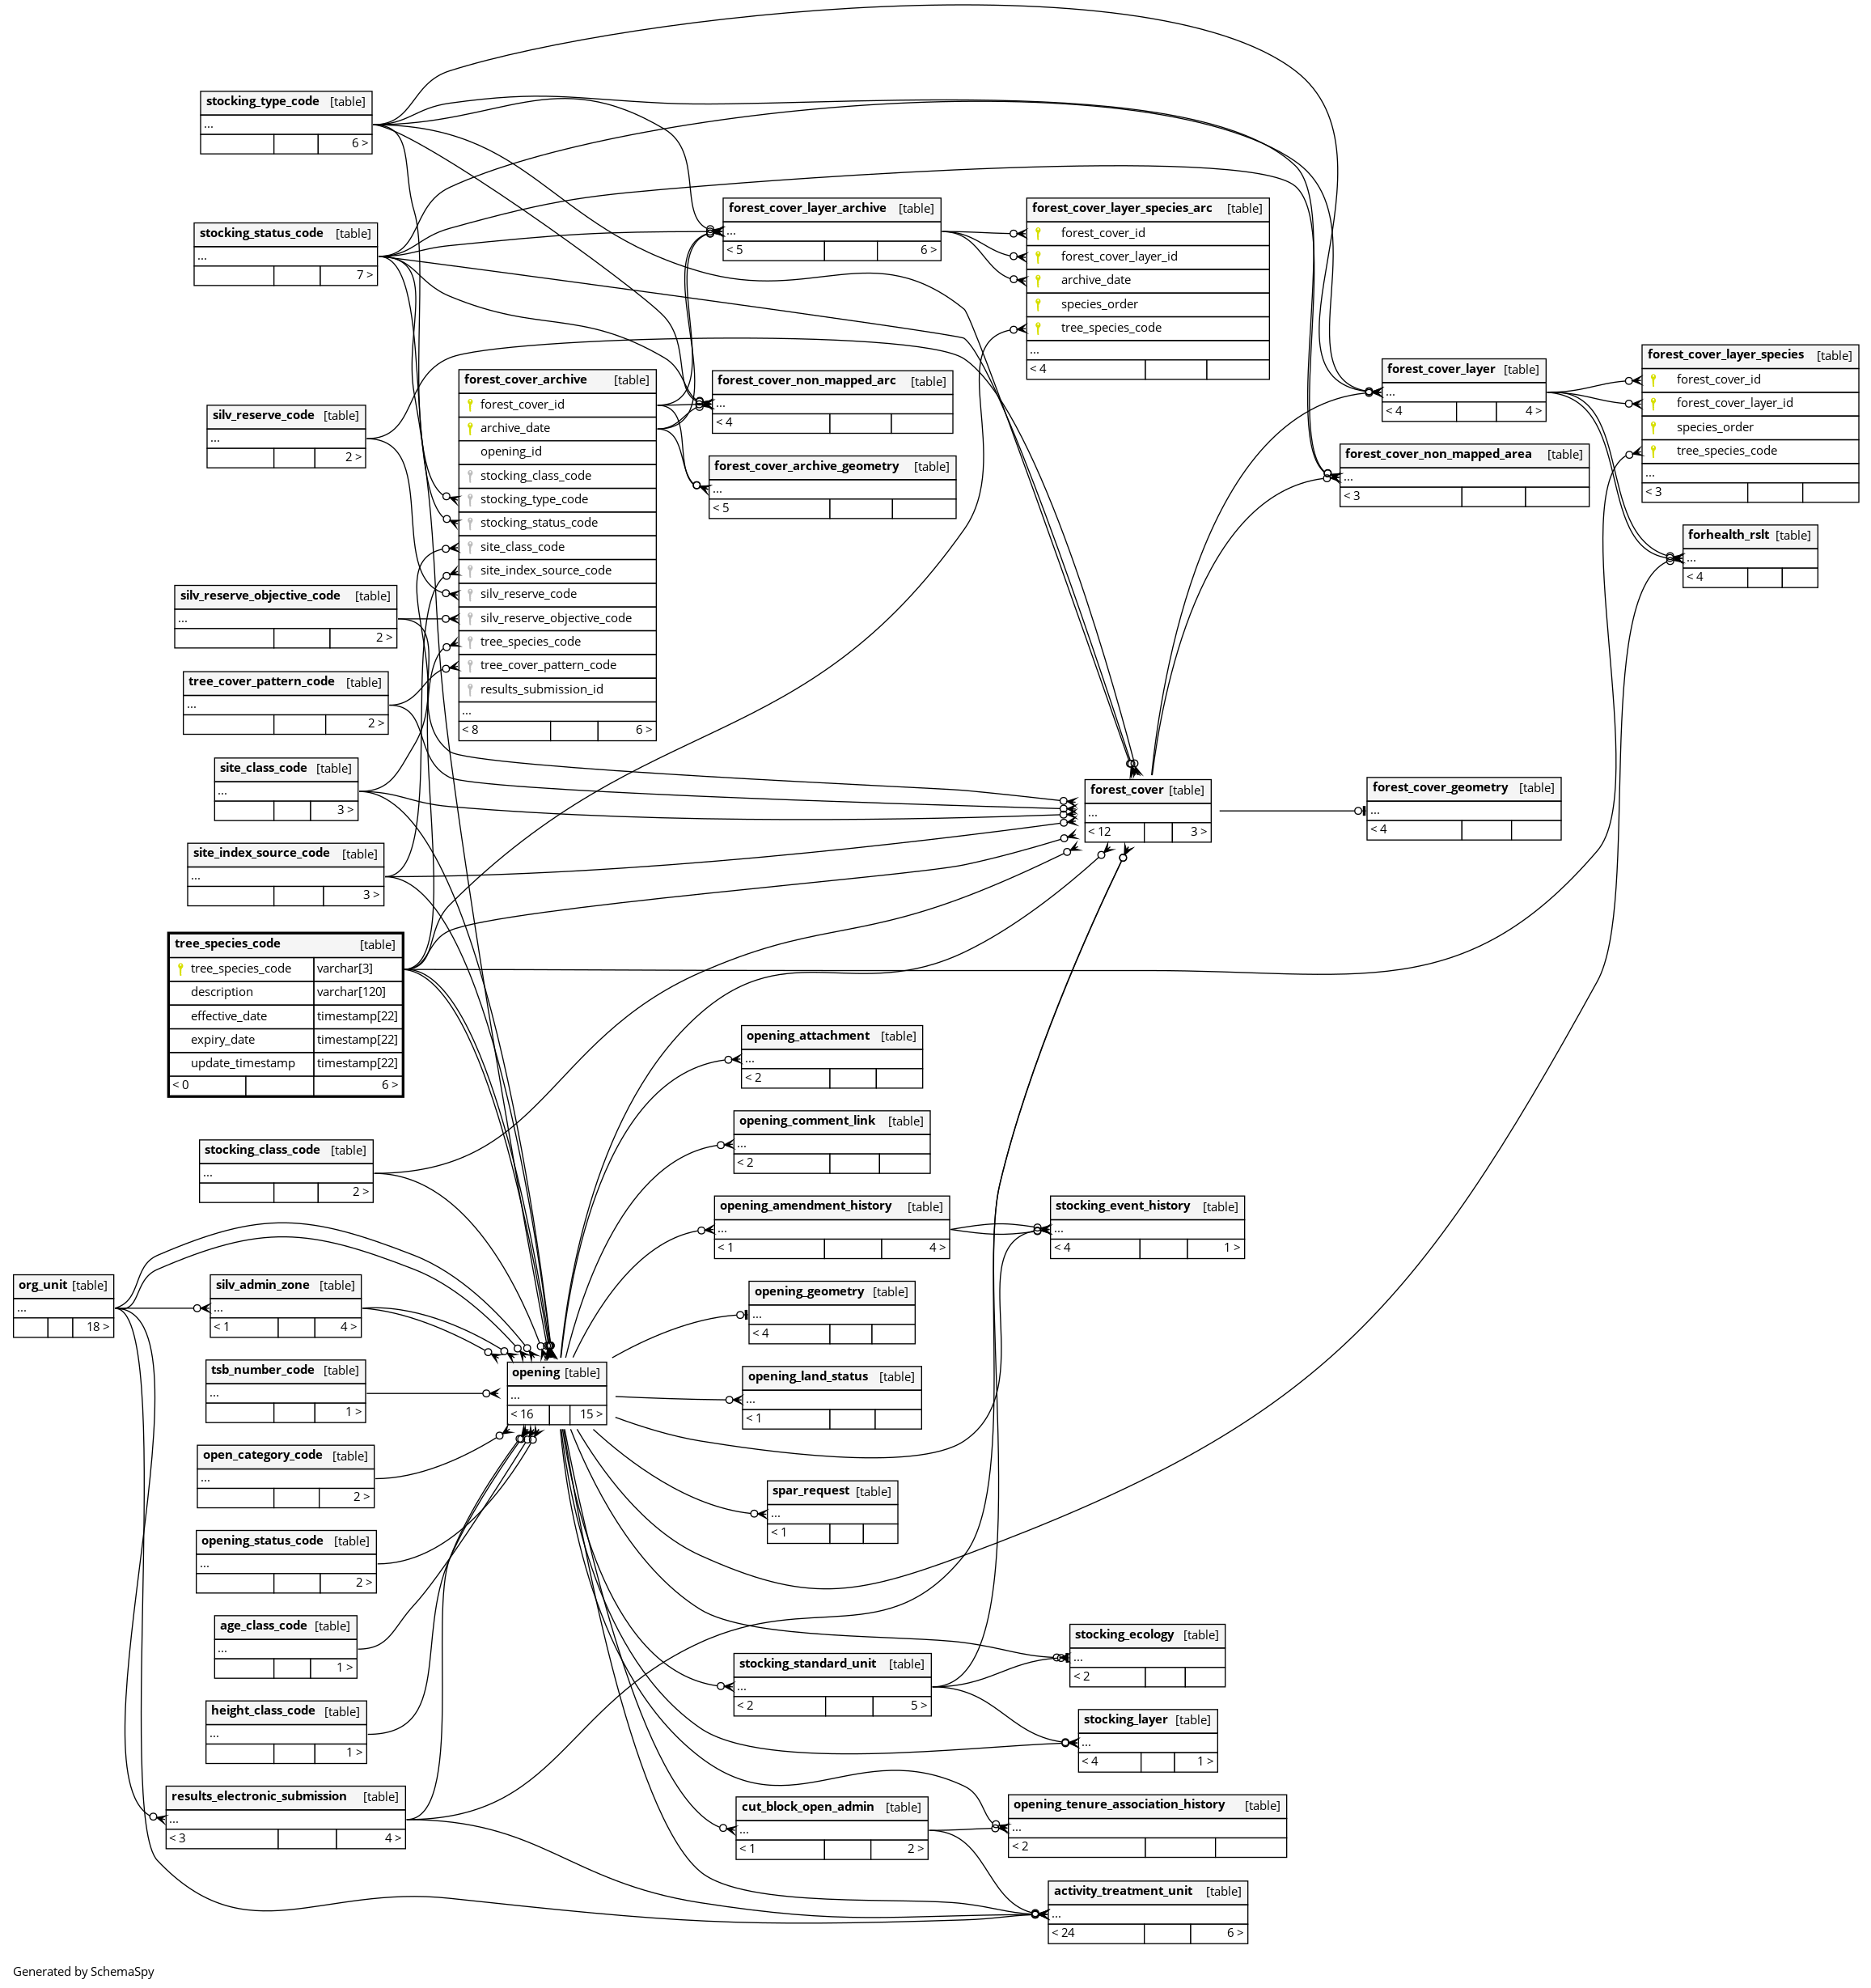 stocking_type_code [table]
...
6 >
stocking_status_code [table]
...
7 >
forest_cover_layer_archive [table]
...
< 5 6 >
forest_cover_layer_species_arc [table]
forest_cover_id
forest_cover_layer_id
archive_date
species_order
tree_species_code
...
< 4
forest_cover_layer [table]
...
< 4 4 >
forest_cover_layer_species [table]
forest_cover_id
forest_cover_layer_id
species_order
tree_species_code
...
< 3
silv_reserve_code [table]
...
2 >
forest_cover_archive [table]
forest_cover_id
archive_date
opening_id
stocking_class_code
stocking_type_code
stocking_status_code
site_class_code
site_index_source_code
silv_reserve_code
silv_reserve_objective_code
tree_species_code
tree_cover_pattern_code
results_submission_id
...
< 8 6 >
forest_cover_non_mapped_arc [table]
...
< 4
forest_cover_archive_geometry [table]
...
< 5
forest_cover_non_mapped_area [table]
...
< 3
forhealth_rslt [table]
...
< 4
silv_reserve_objective_code [table]
...
2 >
tree_cover_pattern_code [table]
...
2 >
site_class_code [table]
...
3 >
site_index_source_code [table]
...
3 >
forest_cover [table]
...
< 12 3 >
forest_cover_geometry [table]
...
< 4
tree_species_code [table]
tree_species_code varchar[3]
description varchar[120]
effective_date timestamp[22]
expiry_date timestamp[22]
update_timestamp timestamp[22]
< 0 6 >
opening_attachment [table]
...
< 2
opening_comment_link [table]
...
< 2
stocking_class_code [table]
...
2 >
opening_amendment_history [table]
...
< 1 4 >
stocking_event_history [table]
...
< 4 1 >
org_unit [table]
...
18 >
silv_admin_zone [table]
...
< 1 4 >
opening_geometry [table]
...
< 4
tsb_number_code [table]
...
1 >
opening [table]
...
< 16 15 >
opening_land_status [table]
...
< 1
open_category_code [table]
...
2 >
spar_request [table]
...
< 1
opening_status_code [table]
...
2 >
age_class_code [table]
...
1 >
stocking_standard_unit [table]
...
< 2 5 >
stocking_ecology [table]
...
< 2
height_class_code [table]
...
1 >
stocking_layer [table]
...
< 4 1 >
results_electronic_submission [table]
...
< 3 4 >
cut_block_open_admin [table]
...
< 1 2 >
opening_tenure_association_history [table]
...
< 2
activity_treatment_unit [table]
...
< 24 6 >
Generated by SchemaSpy